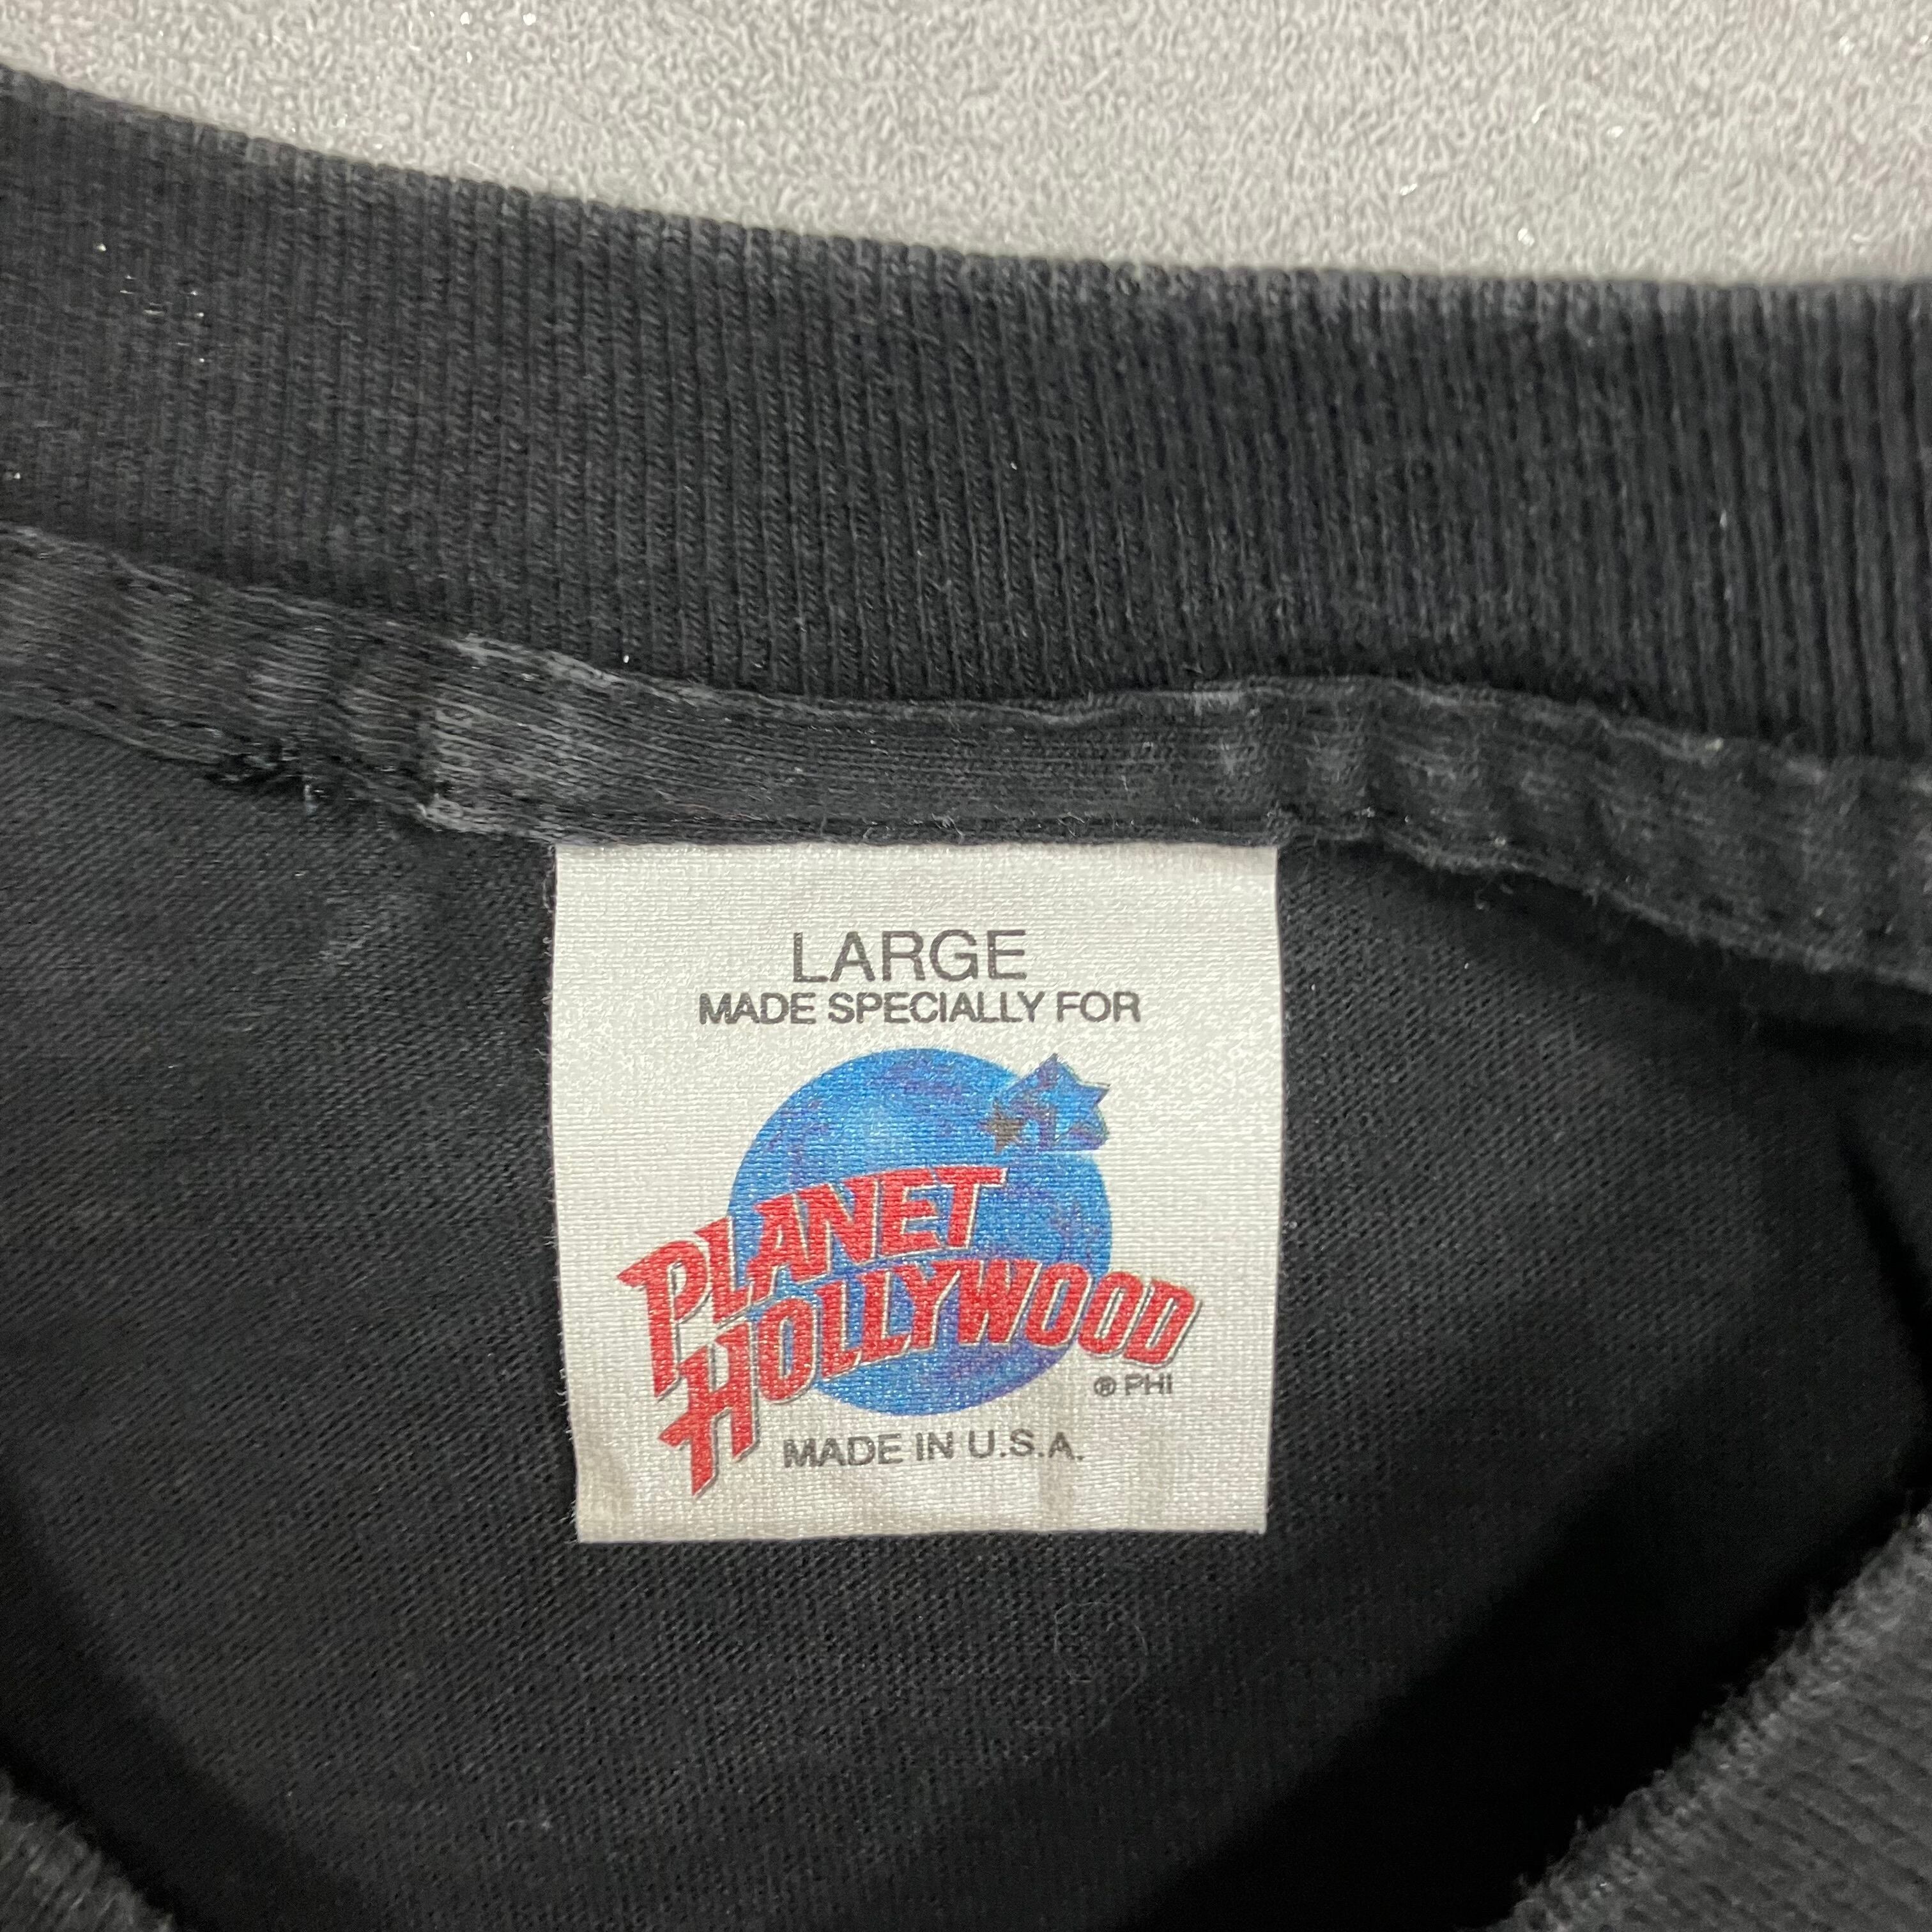 LARGE
MADE SPECIALLY FOR
PLANET
HOLLYWOOD
® PHI
MADE IN U.S.A.